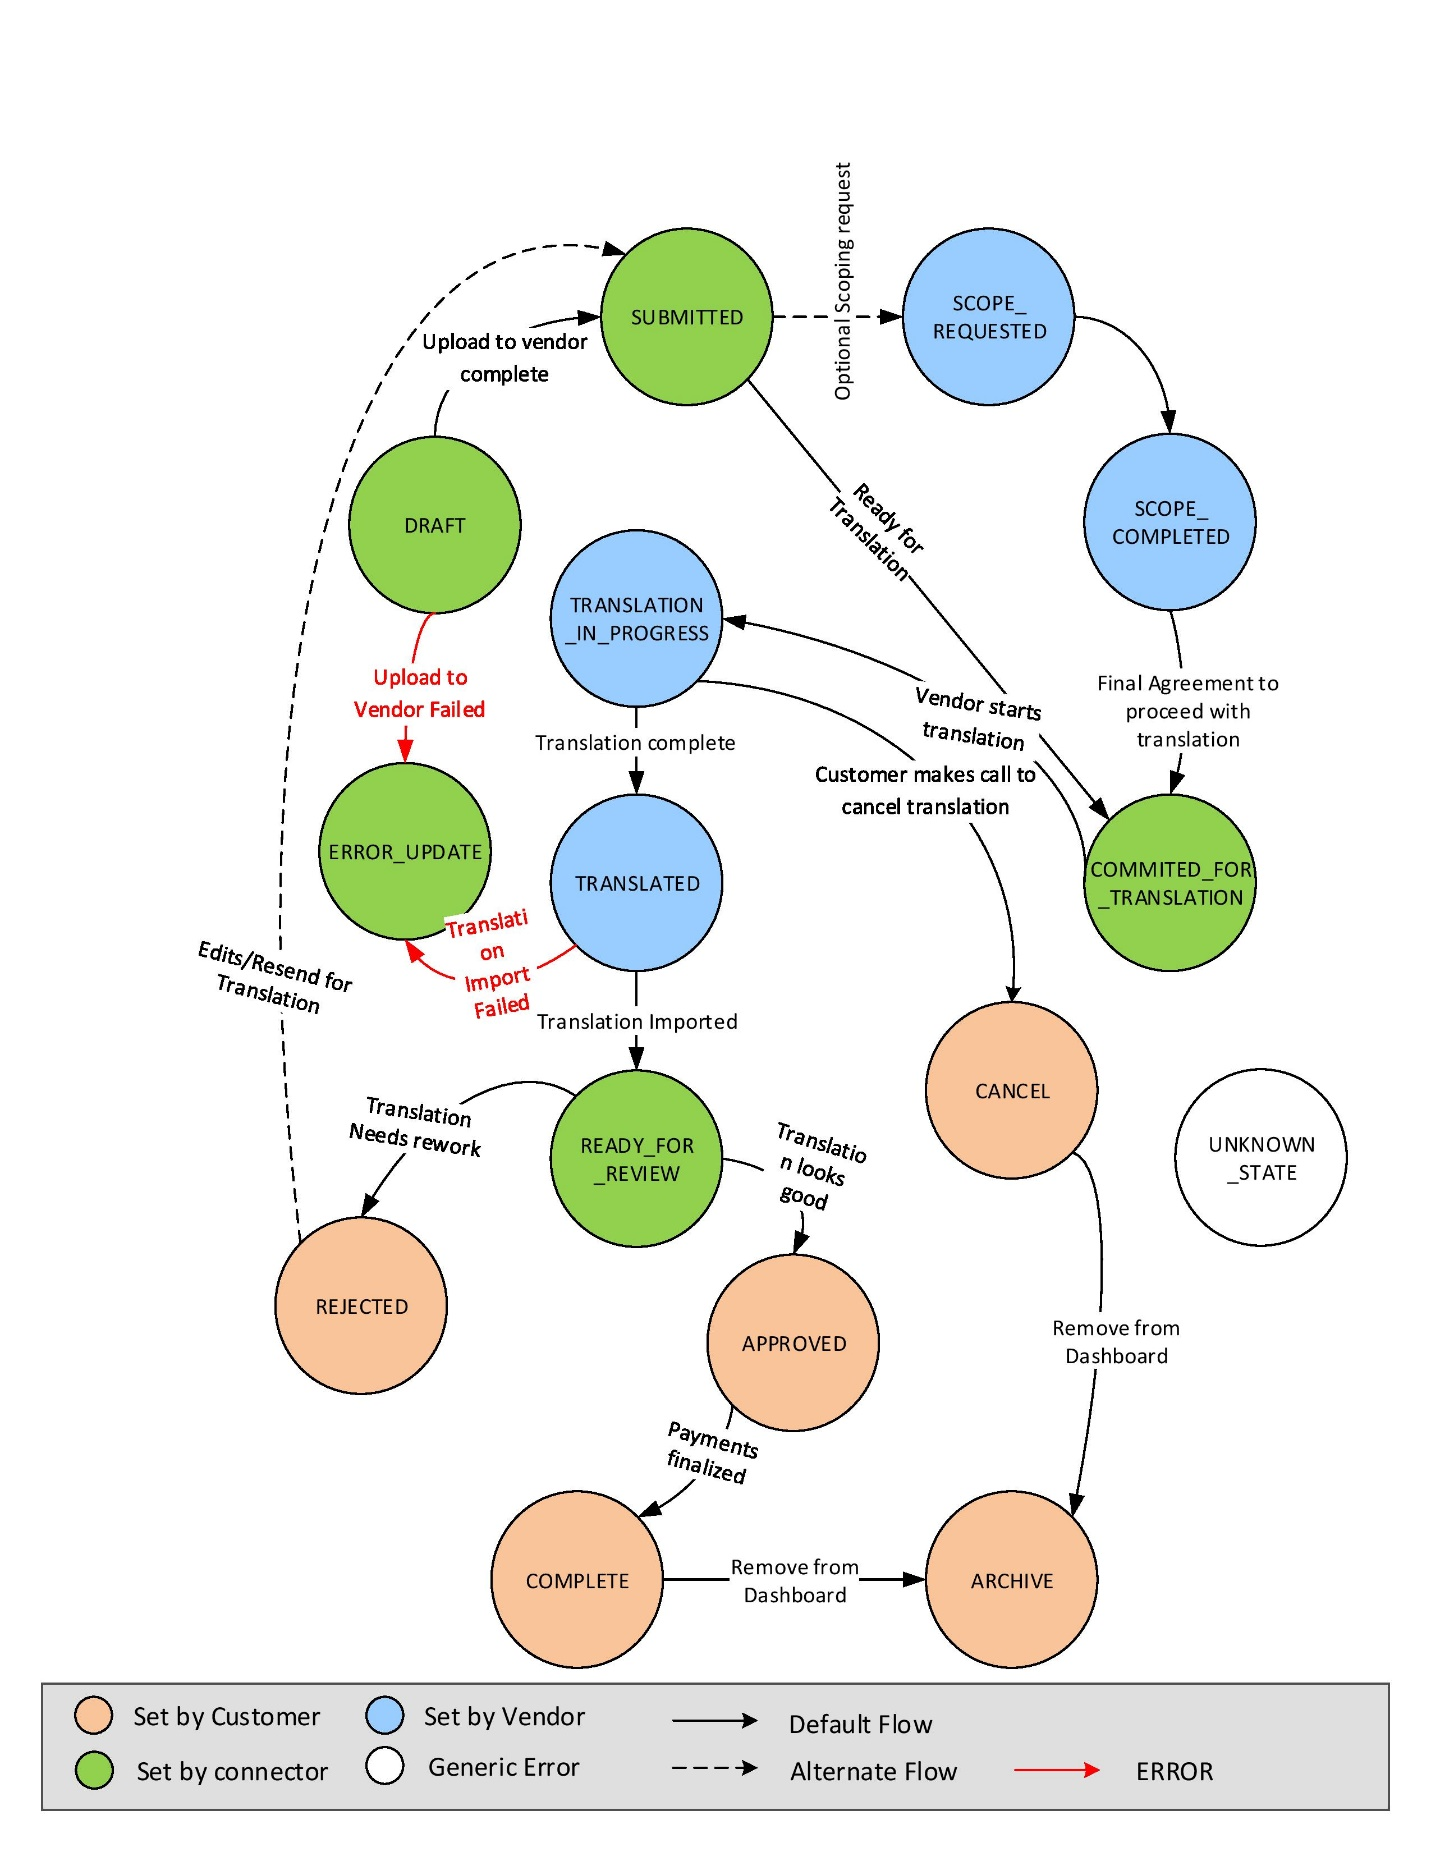 Optional Scoping request
SUBMITTED
SCOPE_
REQUESTED
Upload to vendor
complete
DRAFT
SCOPE_
COMPLETED
Ready for
Translation
TRANSLATION
_IN_PROGRESS
Upload to
Vendor Failed
Vendor starts
translation
Final Agreement to
proceed with
translation
Translation complete
Customer makes call to
cancel translation
ERROR_UPDATE
TRANSLATED
COMMITED_FOR
_TRANSLATION
Translati
on
Import
Failed
Edits/Resend for
Translation
Translation Imported
CANCEL
Translation
Needs rework
READY_FOR
_REVIEW
Translatio
n looks
good
UNKNOWN
_STATE
REJECTED
APPROVED
Remove from
Dashboard
Payments
finalized
COMPLETE
Remove from
Dashboard
ARCHIVE
Set by Customer
Set by Vendor
Default Flow
Set by connector
Generic Error
Alternate Flow
ERROR